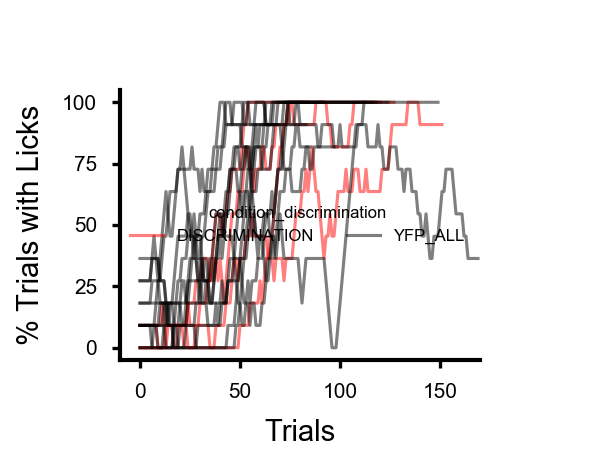 % Trials with Licks
100
75
50
25
0
condition_discrimination
DISCRIMINATION YFP_ALL
0 50 100 150
Trials